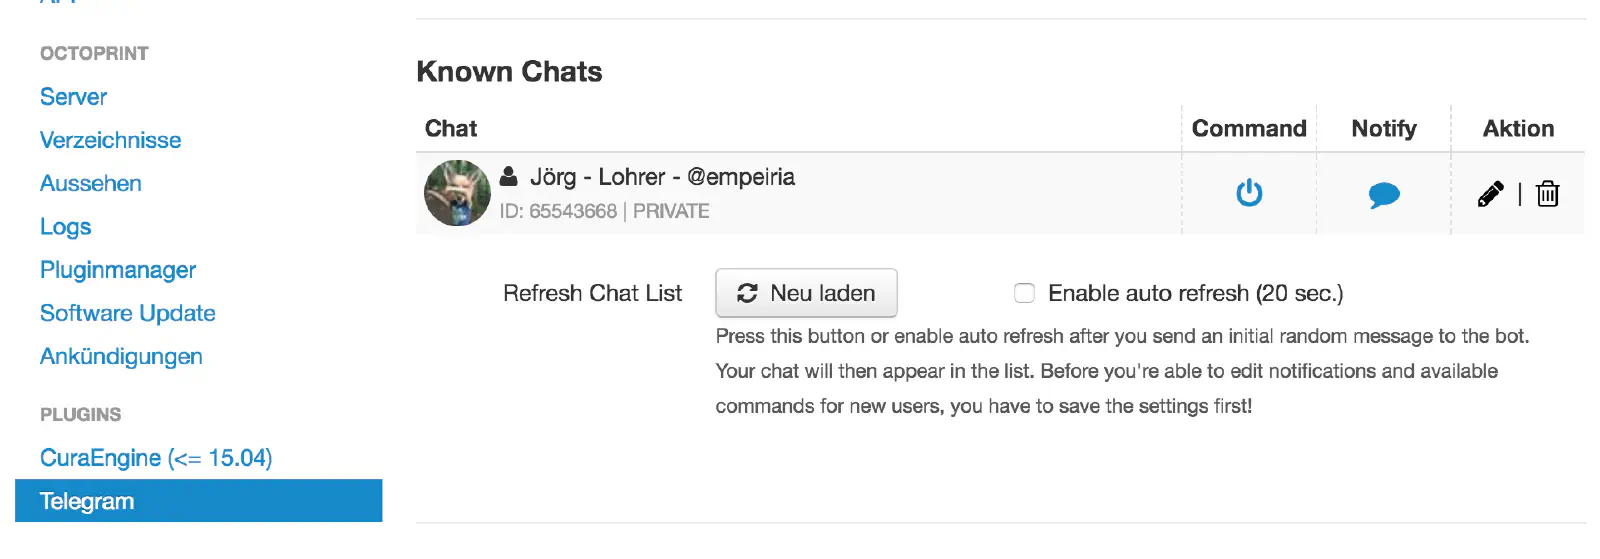 OCTOPRINT
Server
Verzeichnisse
Aussehen
Logs
Pluginmanager
Software Update
Ankündigungen
PLUGINS
CuraEngine (<= 15.04)
Telegram
Known Chats
Chat Command Notify Aktion
Jörg - Lohrer - @empeiria
ID: 65543668 | PRIVATE
|
Refresh Chat List Neu laden Enable auto refresh (20 sec.)
Press this button or enable auto refresh after you send an initial random message to the bot.
Your chat will then appear in the list. Before you're able to edit notifications and available
commands for new users, you have to save the settings first!